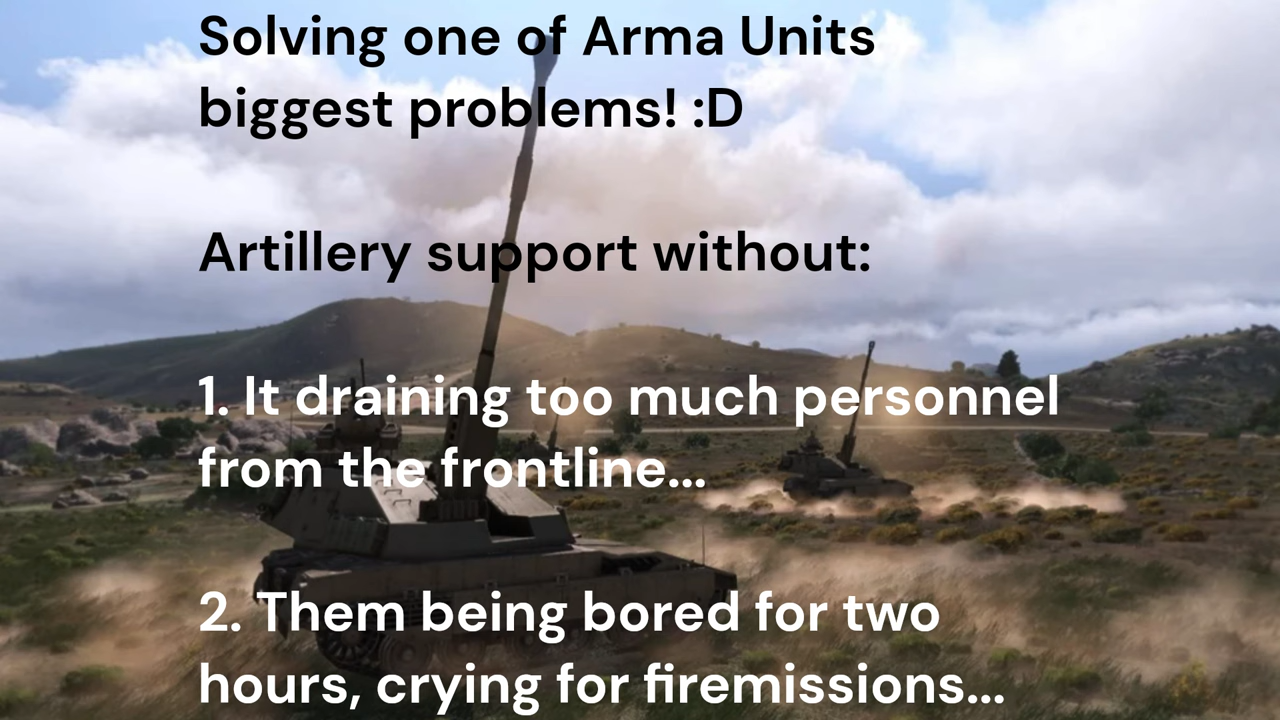 Solving one of Arma Units
biggest problems! :D
Artillery support without:
1. It draining too much personnel
from the frontline...
2. Them being bored for two
hours, crying for firemissions...